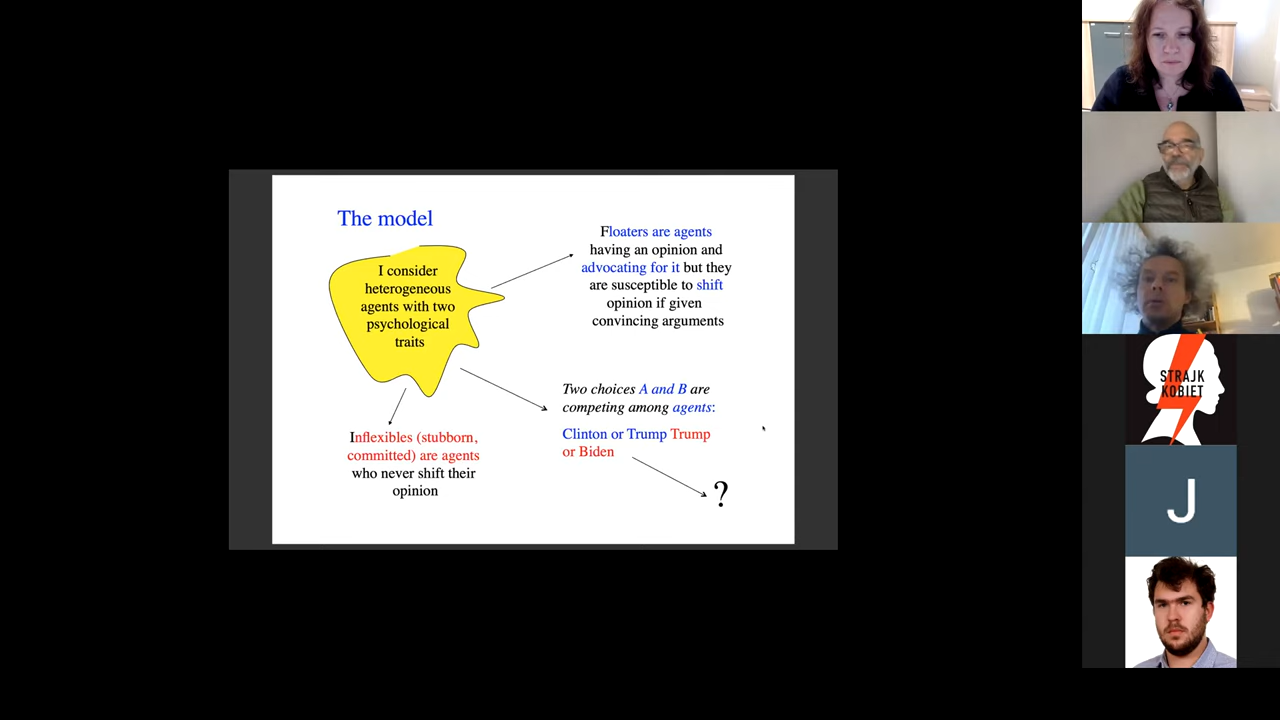 The model
I consider
heterogeneous
agents with two
psychological
traits
Floaters are agents
having an opinion and
advocating for it but they
are susceptible to shift
opinion if given
convincing arguments
Two choices A and B are
competing among agents:
Clinton or Trump Trump
or Biden
?
Inflexibles (stubborn,
committed) are agents
who never shift their
opinion
STRAJK
KOBIET
J